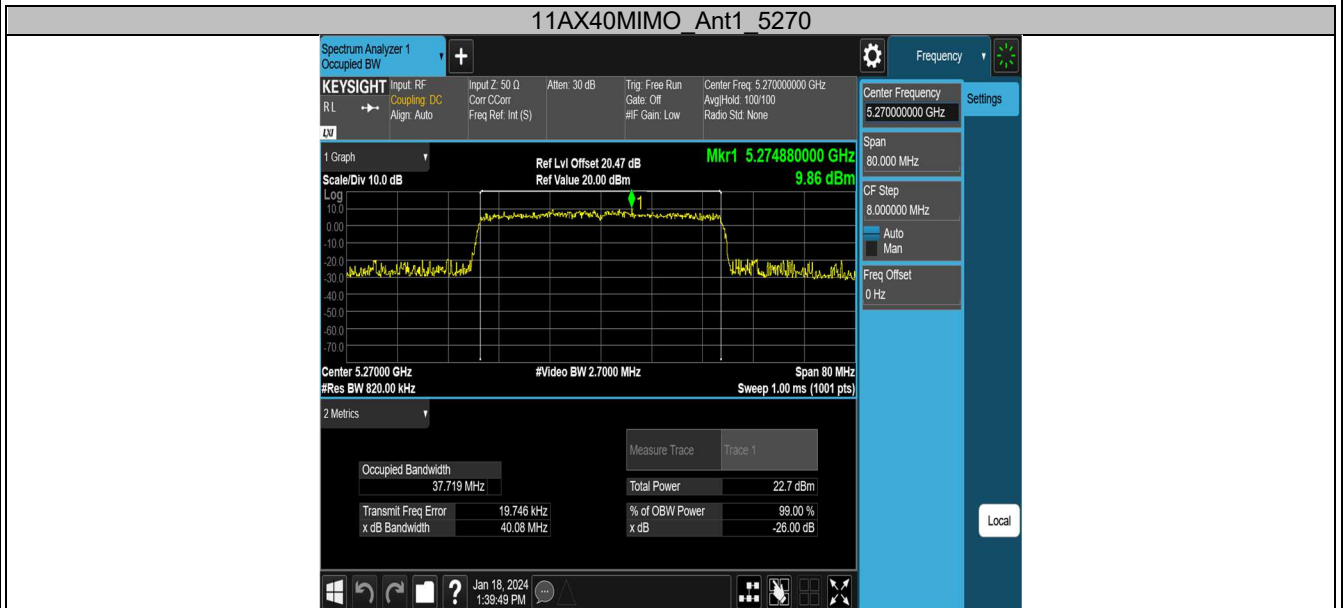 11AX40MIMO_Ant1_5270
Spectrum Analyzer 1
Occupied BW
+
Frequency
KEYSIGHT
RL
LXI
Input: RF
Coupling: DC
Align: Auto
Input Z: 50 Ω
Corr CCorr
Freq Ref: Int (S)
Atten: 30 dB
Trig: Free Run
Gate: Off
#IF Gain: Low
Center Freq: 5.270000000 GHz
Avg|Hold: 100/100
Radio Std: None
Center Frequency
5.270000000 GHz
Settings
Span
80.000 MHz
CF Step
8.000000 MHz
Auto
Man
Freq Offset
0 Hz
1 Graph
Scale/Div 10.0 dB
Ref Lvl Offset 20.47 dB
Ref Value 20.00 dBm
Mkr1 5.274880000 GHz
9.86 dBm
Log
1
10.0
0.00
-10.0
-20.0
-30.0
-40.0
-50.0
-60.0
-70.0
Center 5.27000 GHz
#Res BW 820.00 kHz
#Video BW 2.7000 MHz
Span 80 MHz
Sweep 1.00 ms (1001 pts)
2 Metrics
Measure Trace Trace 1
Occupied Bandwidth
37.719 MHz
Total Power 22.7 dBm
Transmit Freq Error 19.746 kHz
% of OBW Power 99.00 %
x dB Bandwidth 40.08 MHz
x dB -26.00 dB
Local
?
Jan 18, 2024
1:39:49 PM